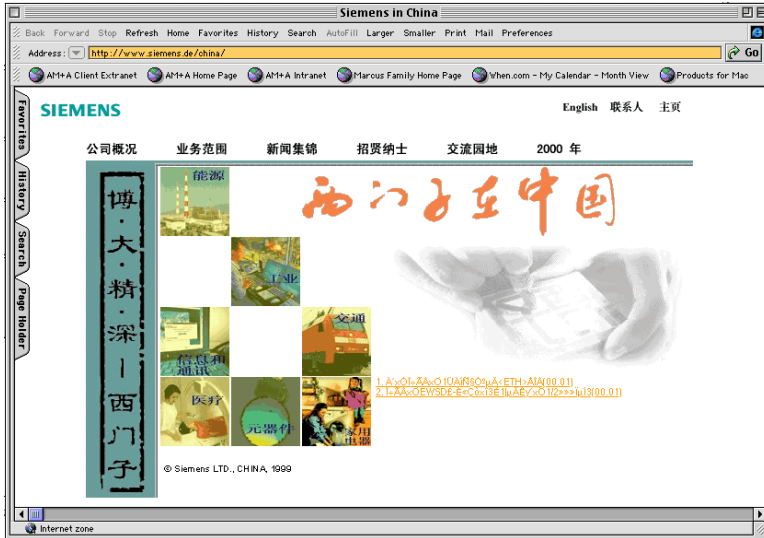 Siemens in China
Back Forward Stop Refresh Home Favorites History Search AutoFill Larger Smaller Print Mail Preferences
Address: http://www.siemens.de/china/ Go
AM+A Client Extranet AM+A Home Page AM+A Intranet Marcus Family Home Page When.com - My Calendar - Month View Products for Mac
Favorites
History
Search
Page Holder
SIEMENS
English 联系人 主页
公司概况 业务范围 新闻集锦 招贤纳士 交流园地 2000 年
博·大·精·深—西门子
西门子在中国
能源
工业
信息和通讯
交通
医疗
元器件
家用电器
© Siemens LTD., CHINA, 1999
Internet zone